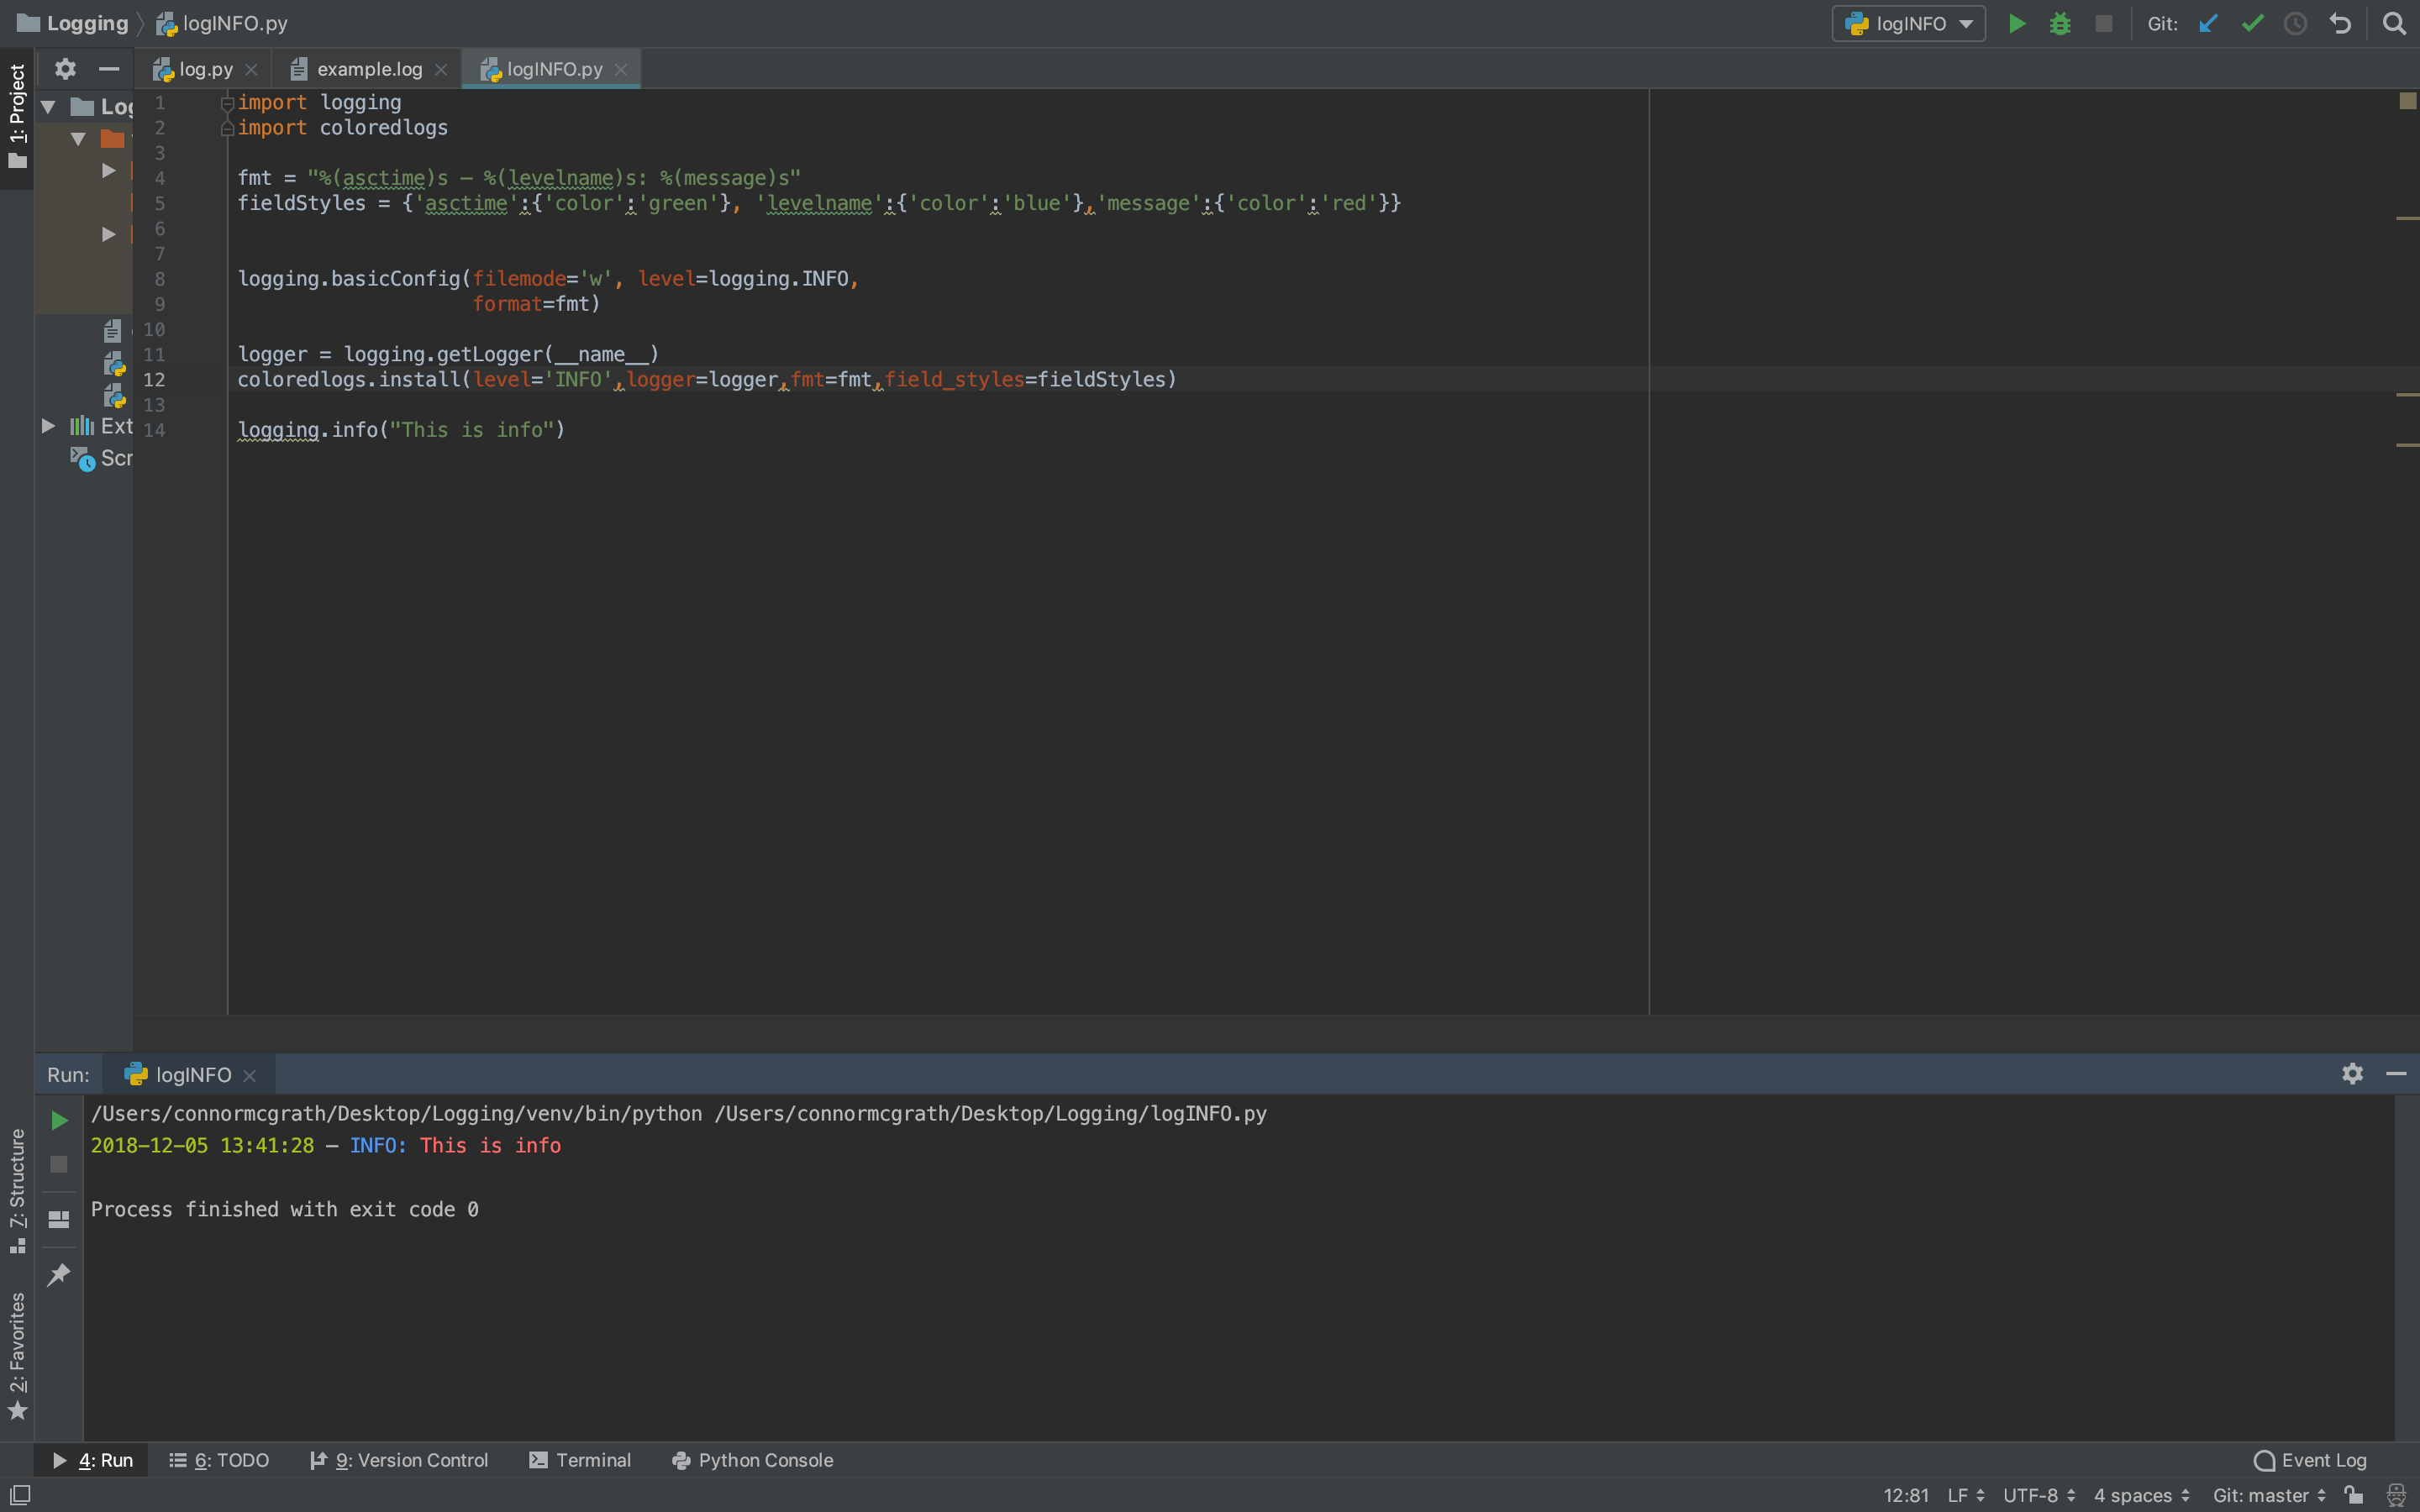 Logging logINFO.py logINFO Git:
1: Project log.py example.log logINFO.py
Log
Ext
Scr
1 import logging
2 import coloredlogs
3
4 fmt = "%(asctime)s — %(levelname)s: %(message)s"
5 fieldStyles = {'asctime':{'color':'green'}, 'levelname':{'color':'blue'},'message':{'color':'red'}}
6
7
8 logging.basicConfig(filemode='w', level=logging.INFO,
9 format=fmt)
10
11 logger = logging.getLogger(__name__)
12 coloredlogs.install(level='INFO',logger=logger,fmt=fmt,field_styles=fieldStyles)
13
14 logging.info("This is info")
Run: logINFO
/Users/connormcgrath/Desktop/Logging/venv/bin/python /Users/connormcgrath/Desktop/Logging/logINFO.py
2018-12-05 13:41:28 — INFO: This is info
Process finished with exit code 0
7: Structure
2: Favorites
4: Run 6: TODO 9: Version Control Terminal Python Console Event Log
12:81 LF UTF-8 4 spaces Git: master